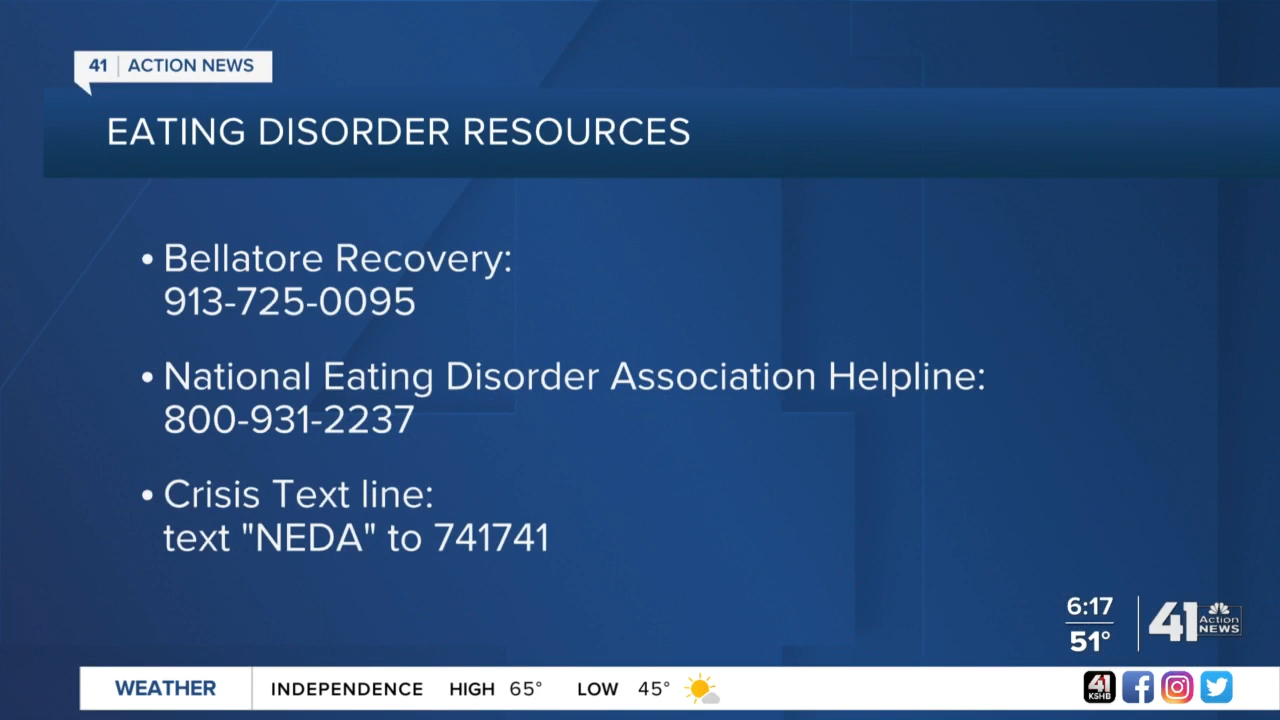 41 | ACTION NEWS
EATING DISORDER RESOURCES
• Bellatore Recovery:
913-725-0095
• National Eating Disorder Association Helpline:
800-931-2237
• Crisis Text line:
text "NEDA" to 741741
6:17
51°
41 Action
NEWS
WEATHER INDEPENDENCE HIGH 65° LOW 45°
41
KSHB